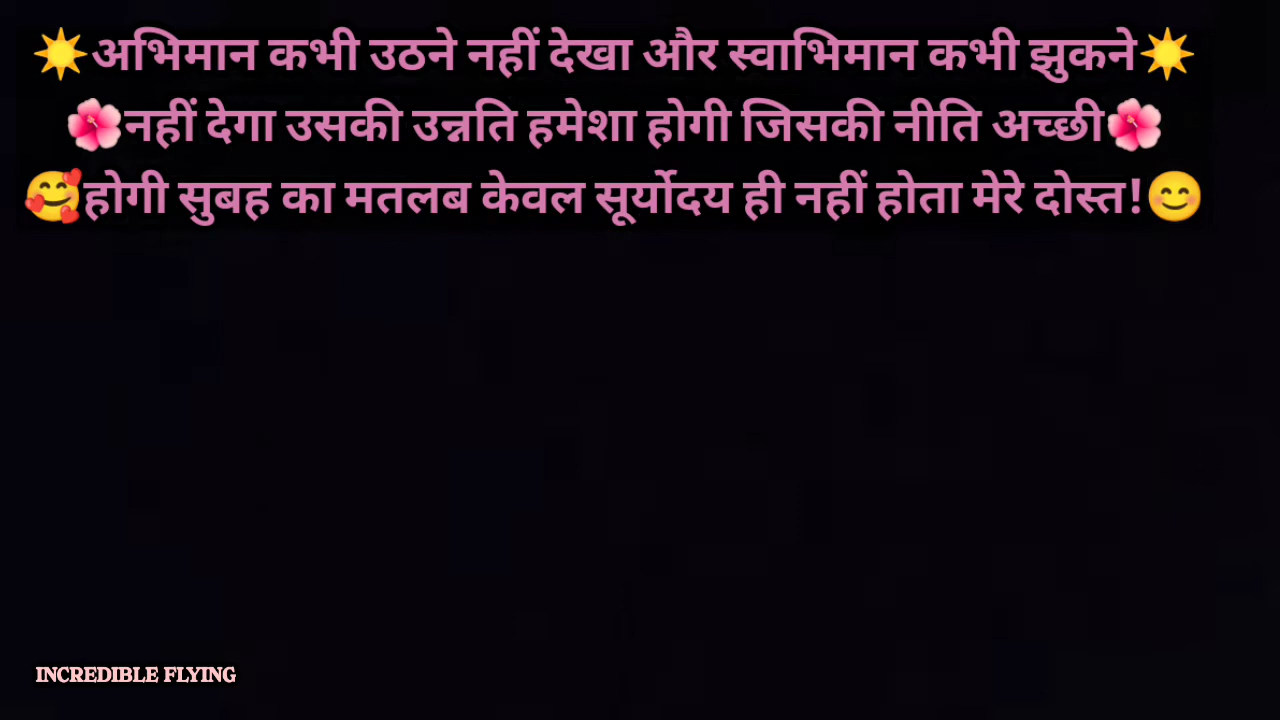 ☀️अभिमान कभी उठने नहीं देखा और स्वाभिमान कभी झुकने☀️
🌺नहीं देगा उसकी उन्नति हमेशा होगी जिसकी नीति अच्छी🌺
🥰होगी सुबह का मतलब केवल सूर्योदय ही नहीं होता मेरे दोस्त!😊
INCREDIBLE FLYING